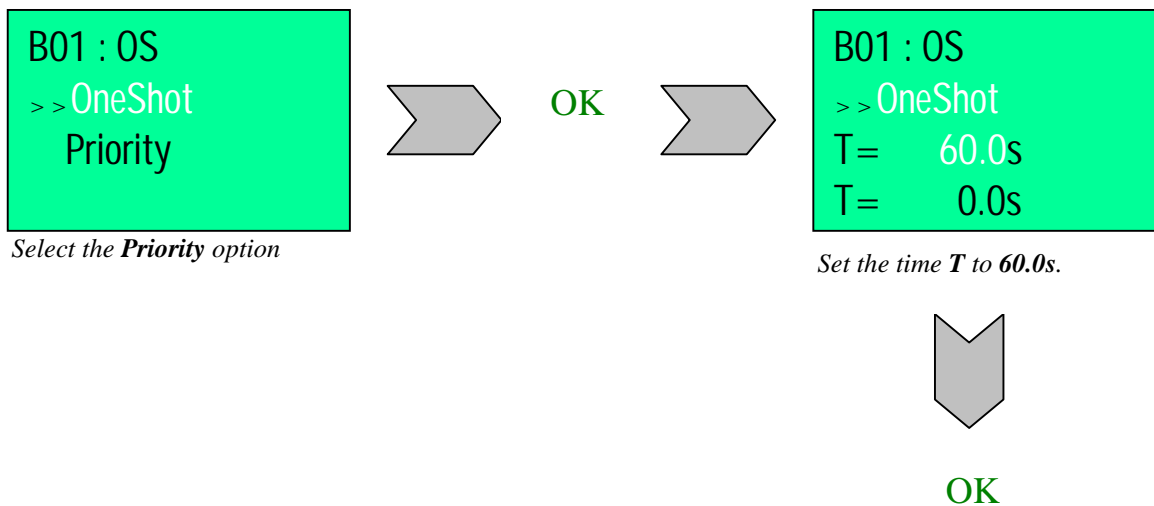 B01 : OS
>>OneShot
Priority
Select the Priority option
OK
B01 : OS
>>OneShot
T= 60.0s
T= 0.0s
Set the time T to 60.0s.
OK